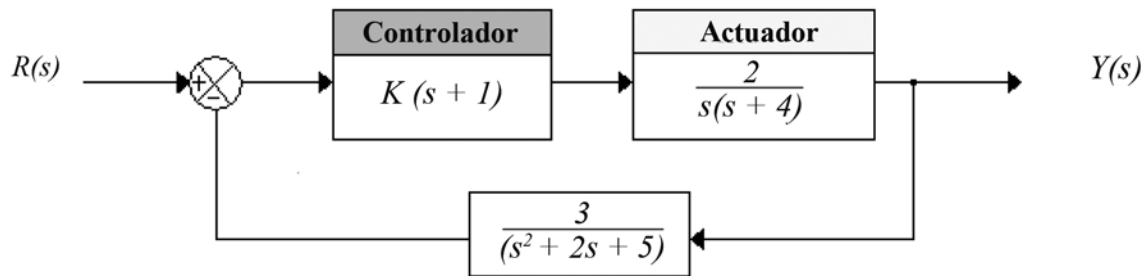 Controlador
Actuador
R(s)
+
−
K (s + 1)
2
s(s + 4)
Y(s)
3
(s² + 2s + 5)